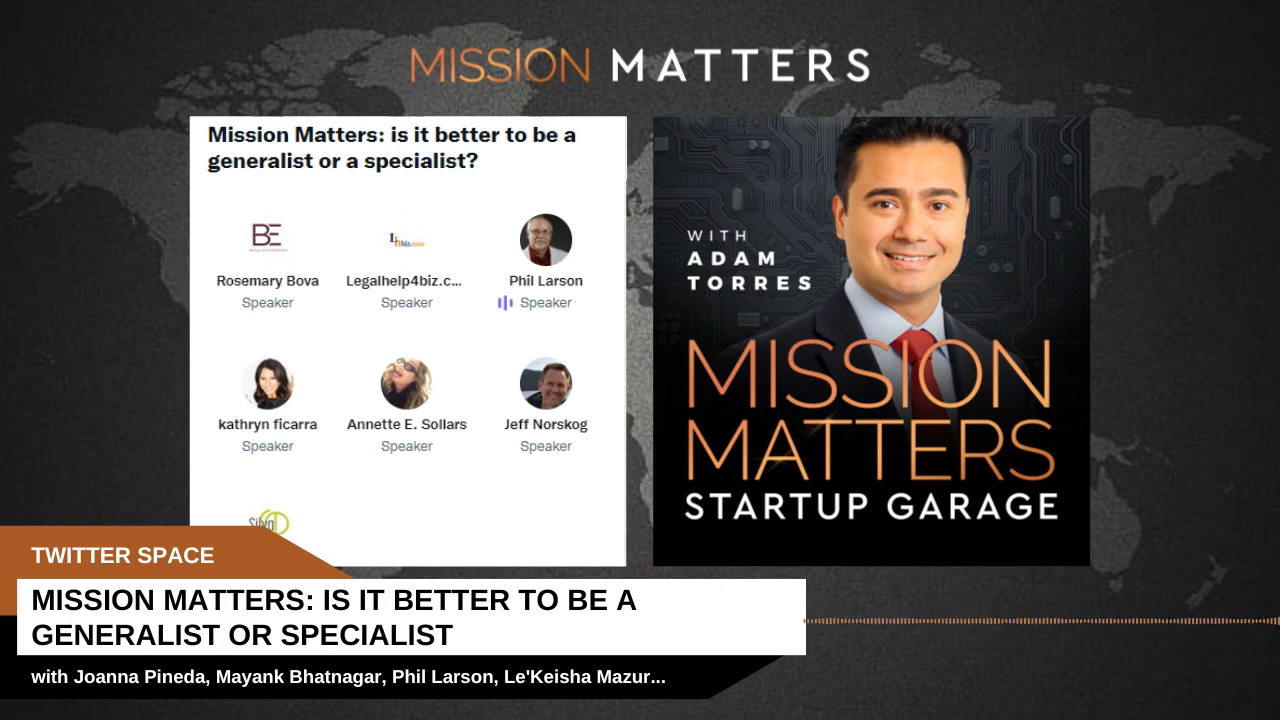 MISSION MATTERS
Mission Matters: is it better to be a
generalist or a specialist?
BE
Rosemary Bova
Speaker
Legalhelp4biz.c...
Speaker
Phil Larson
Speaker
kathryn ficarra
Speaker
Annette E. Sollars
Speaker
Jeff Norskog
Speaker
WITH
ADAM
TORRES
MISSION
MATTERS
STARTUP GARAGE
TWITTER SPACE
MISSION MATTERS: IS IT BETTER TO BE A
GENERALIST OR SPECIALIST
with Joanna Pineda, Mayank Bhatnagar, Phil Larson, Le'Keisha Mazur...